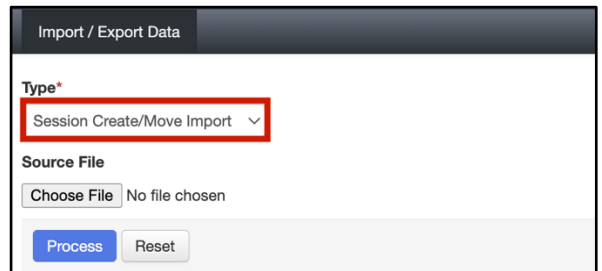 Import / Export Data
Type*
Session Create/Move Import
Source File
Choose File No file chosen
Process Reset